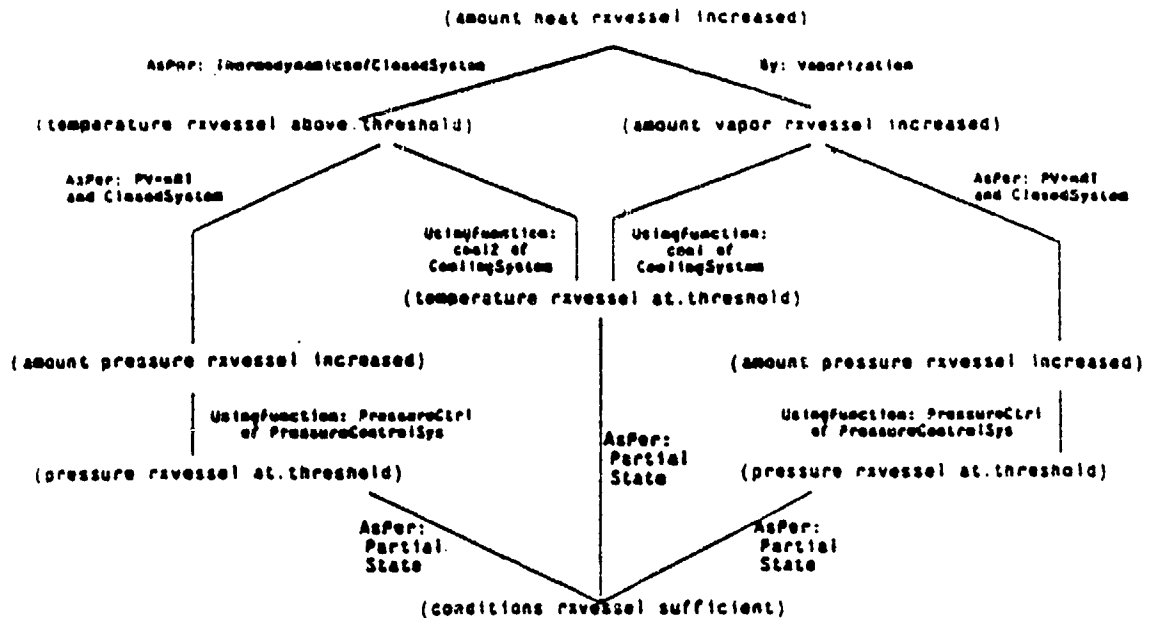 (amount heat rxvessel increased)
AsPer: ThermodynamicsofClosedSystem
By: Vaporization
(temperature rxvessel above.threshold)
(amount vapor rxvessel increased)
AsPer: PV=nRT
and ClosedSystem
AsPer: PV=nRT
and ClosedSystem
UsingFunction:
cool2 of
CoolingSystem
UsingFunction:
cool of
CoolingSystem
(temperature rxvessel at.threshold)
(amount pressure rxvessel increased)
(amount pressure rxvessel increased)
UsingFunction: PressureCtrl
of PressureControlSys
UsingFunction: PressureCtrl
of PressureControlSys
AsPer:
Partial
State
(pressure rxvessel at.threshold)
(pressure rxvessel at.threshold)
AsPer:
Partial
State
AsPer:
Partial
State
(conditions rxvessel sufficient)